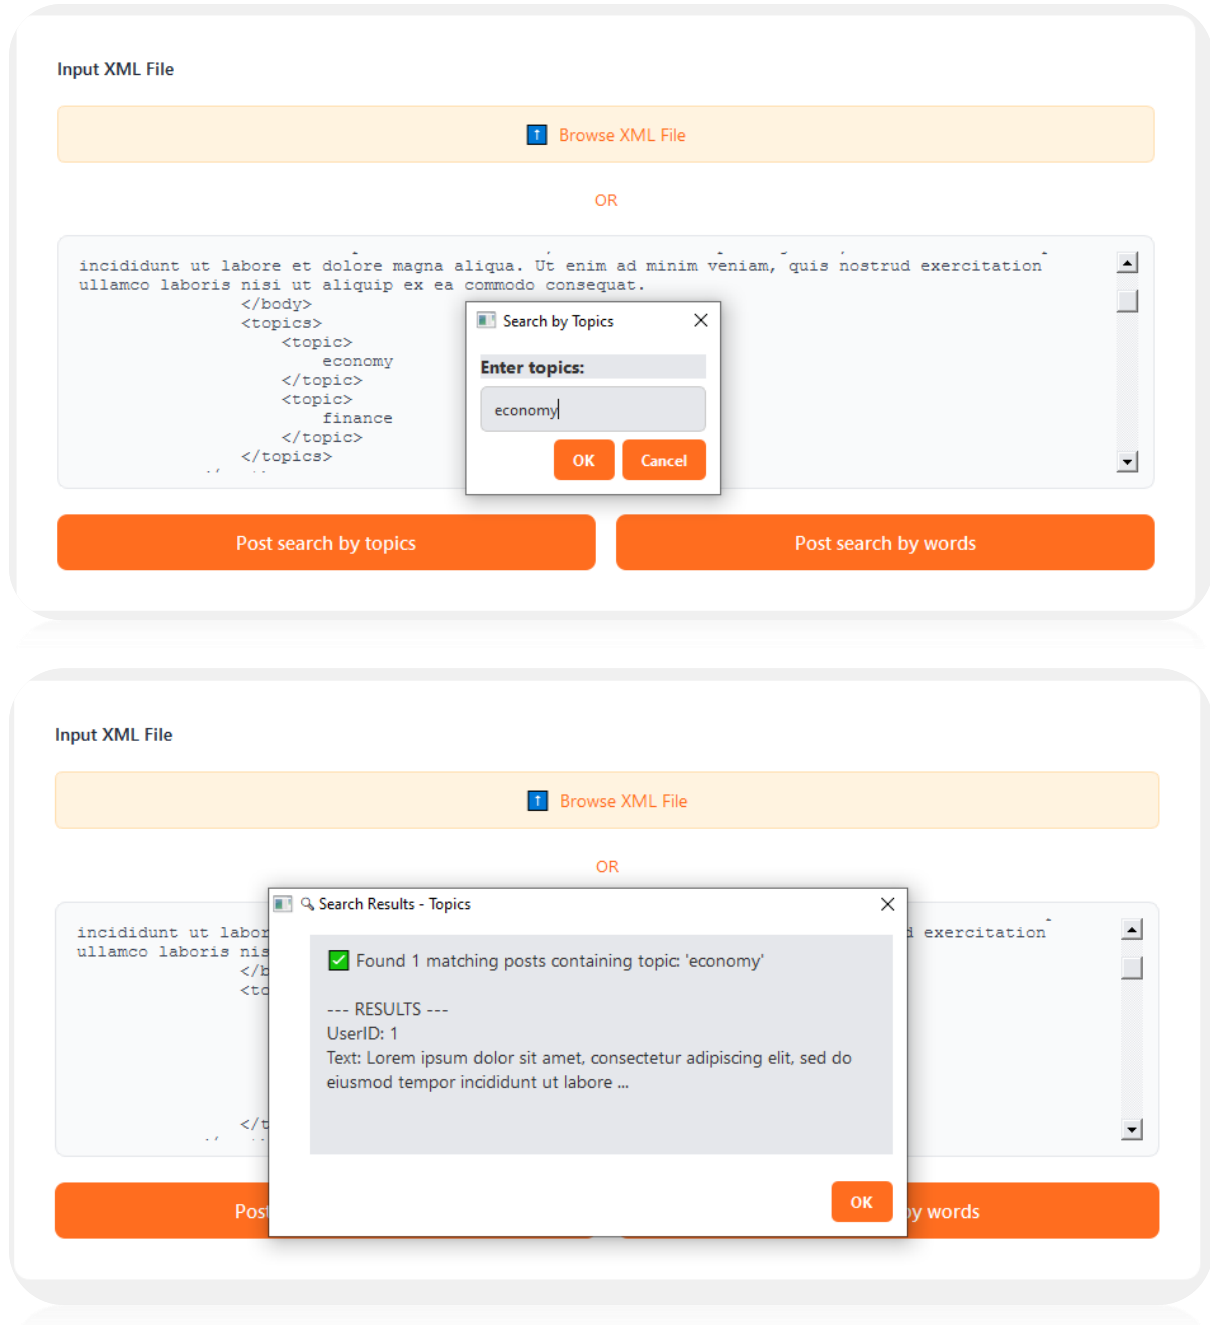 Input XML File
Browse XML File
OR
incididunt ut labore et dolore magna aliqua. Ut enim ad minim veniam, quis nostrud exercitation
ullamco laboris nisi ut aliquip ex ea commodo consequat.
</body>
<topics>
<topic>
economy
</topic>
<topic>
finance
</topic>
</topics>
Search by Topics
Enter topics:
economy
OK Cancel
Post search by topics Post search by words
Input XML File
Browse XML File
OR
incididunt ut labor
exercitation
ullamco laboris nis
</b
<to
</t
Search Results - Topics
Found 1 matching posts containing topic: 'economy'
--- RESULTS ---
UserID: 1
Text: Lorem ipsum dolor sit amet, consectetur adipiscing elit, sed do
eiusmod tempor incididunt ut labore ...
OK
Post
by words